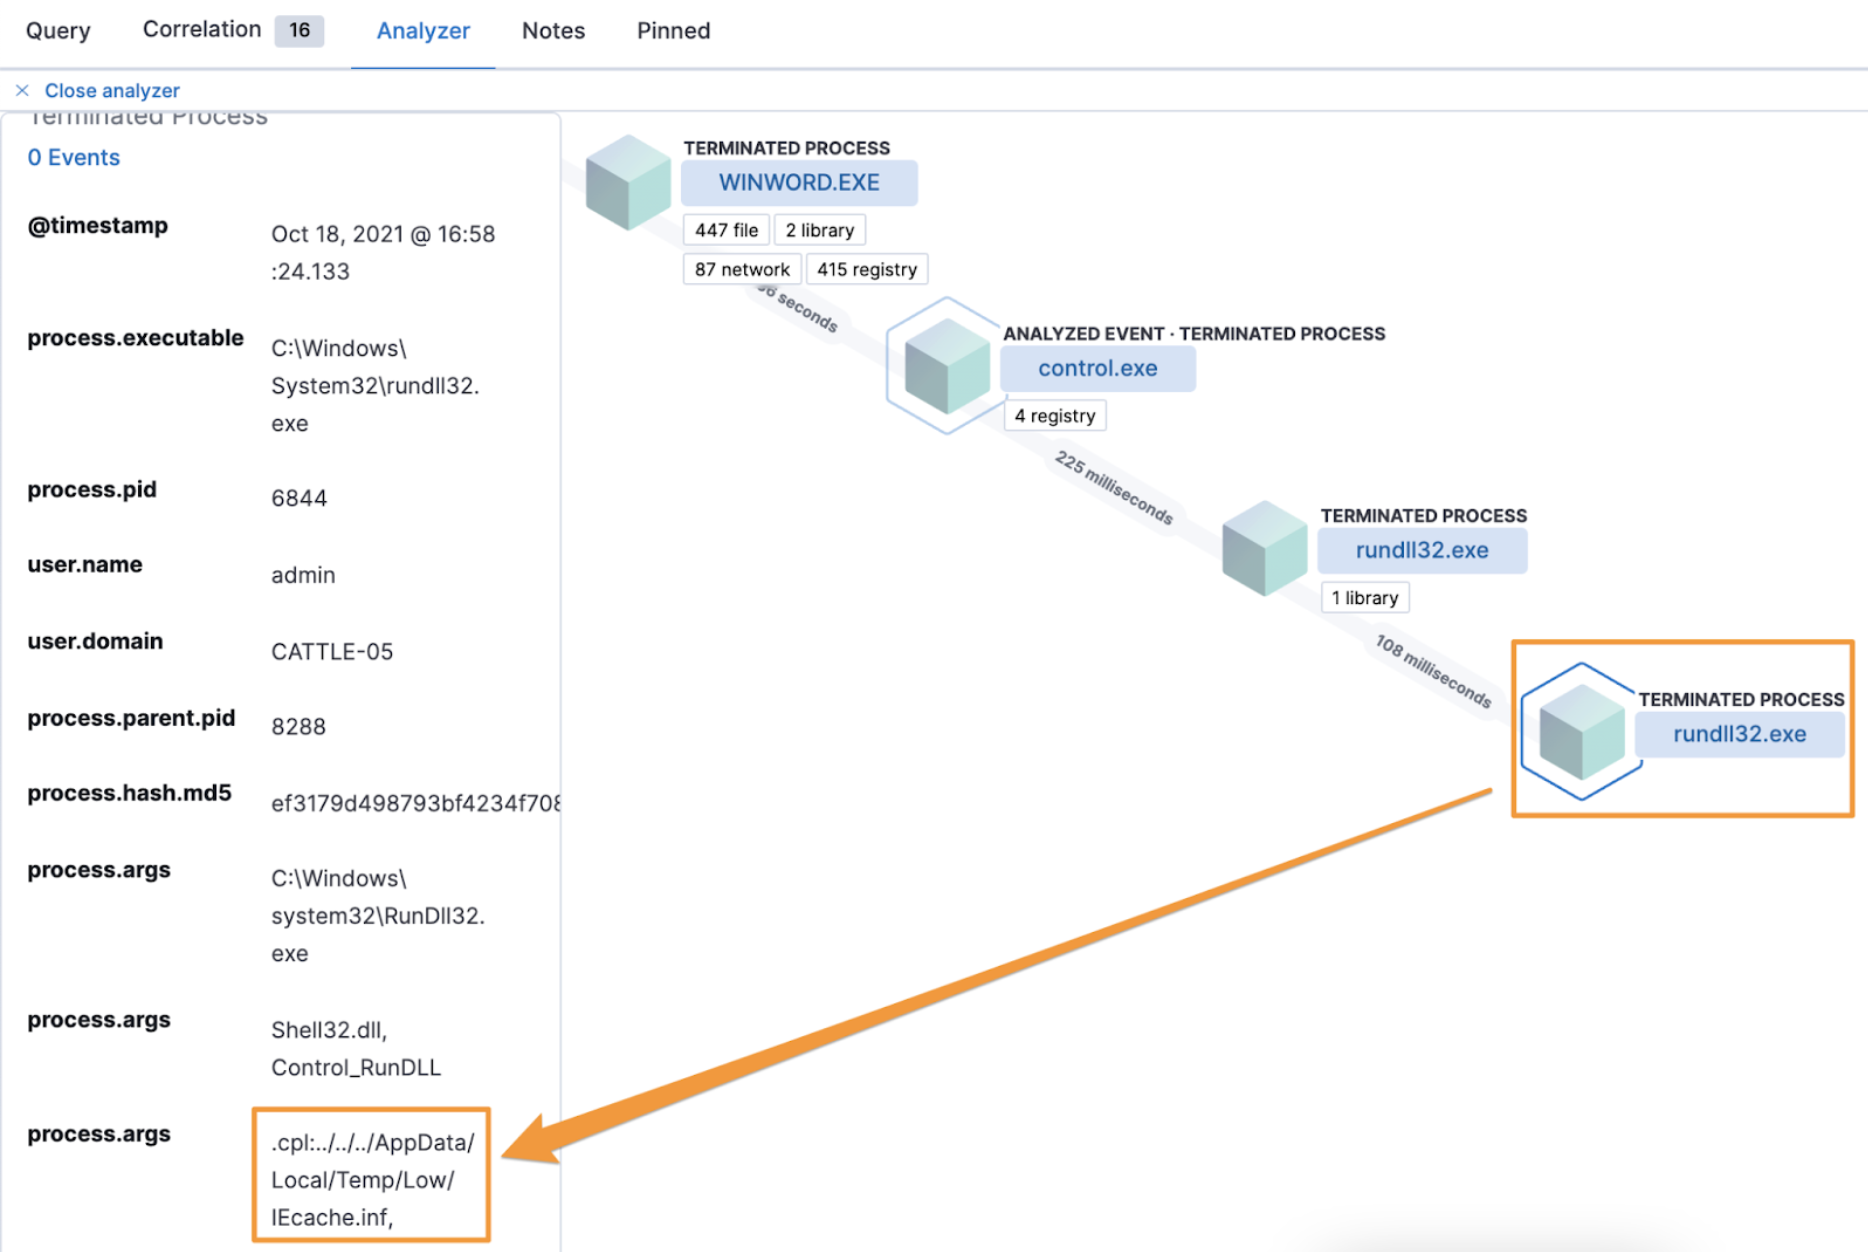 Query
Correlation 16
Analyzer
Notes
Pinned
× Close analyzer
Terminated Process
0 Events
@timestamp
Oct 18, 2021 @ 16:58
:24.133
process.executable
C:\Windows\
System32\rundll32.
exe
process.pid
6844
user.name
admin
user.domain
CATTLE-05
process.parent.pid
8288
process.hash.md5
ef3179d498793bf4234f708
process.args
C:\Windows\
system32\RunDll32.
exe
process.args
Shell32.dll,
Control_RunDLL
process.args
.cpl:../../../AppData/
Local/Temp/Low/
IEcache.inf,
TERMINATED PROCESS
WINWORD.EXE
447 file
2 library
87 network
415 registry
seconds
ANALYZED EVENT · TERMINATED PROCESS
control.exe
4 registry
225 milliseconds
TERMINATED PROCESS
rundll32.exe
1 library
108 milliseconds
TERMINATED PROCESS
rundll32.exe